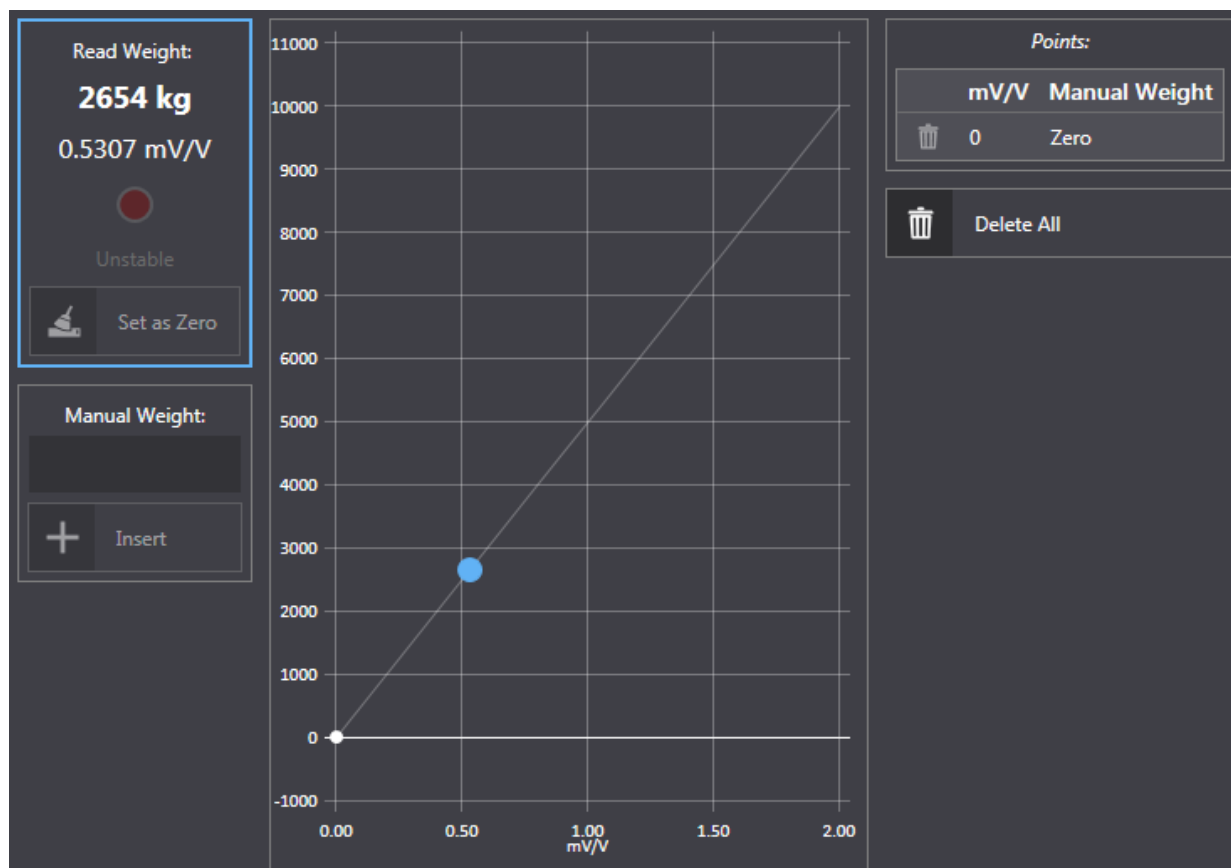 Read Weight:
2654 kg
0.5307 mV/V
Unstable
Set as Zero
Manual Weight:
Insert
11000
10000
9000
8000
7000
6000
5000
4000
3000
2000
1000
0
-1000
0.00 0.50 1.00 1.50 2.00
mV/V
Points:
mV/V Manual Weight
0 Zero
Delete All